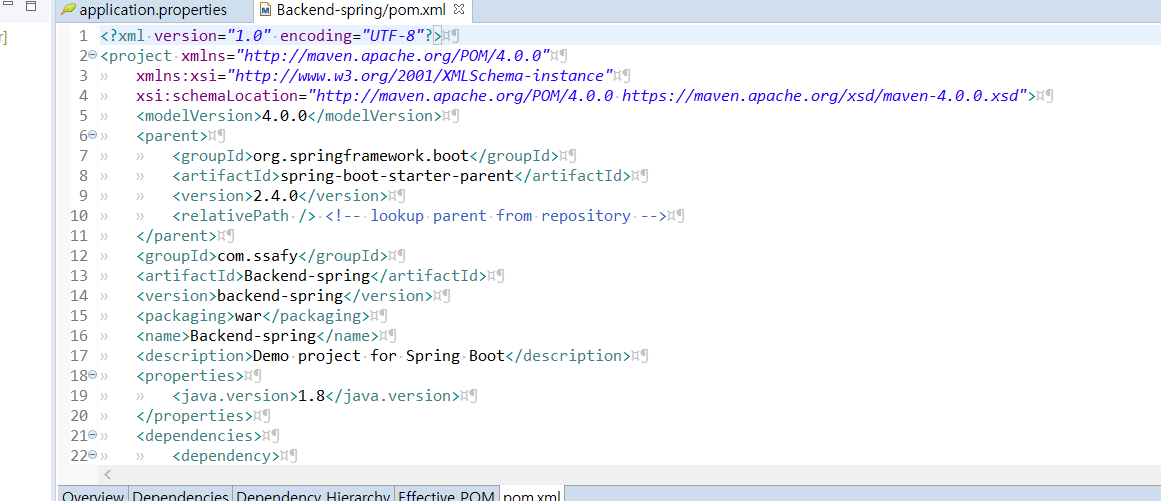 application.properties
Backend-spring/pom.xml
r]
1 <?xml version="1.0" encoding="UTF-8"?>¤¶
2 <project xmlns="http://maven.apache.org/POM/4.0.0"¤¶
3 » xmlns:xsi="http://www.w3.org/2001/XMLSchema-instance"¤¶
4 » xsi:schemaLocation="http://maven.apache.org/POM/4.0.0·https://maven.apache.org/xsd/maven-4.0.0.xsd">¤¶
5 » <modelVersion>4.0.0</modelVersion>¤¶
6 » <parent>¤¶
7 » » <groupId>org.springframework.boot</groupId>¤¶
8 » » <artifactId>spring-boot-starter-parent</artifactId>¤¶
9 » » <version>2.4.0</version>¤¶
10 » » <relativePath·/>·<!--·lookup·parent·from·repository·-->¤¶
11 » </parent>¤¶
12 » <groupId>com.ssafy</groupId>¤¶
13 » <artifactId>Backend-spring</artifactId>¤¶
14 » <version>backend-spring</version>¤¶
15 » <packaging>war</packaging>¤¶
16 » <name>Backend-spring</name>¤¶
17 » <description>Demo·project·for·Spring·Boot</description>¤¶
18 » <properties>¤¶
19 » » <java.version>1.8</java.version>¤¶
20 » </properties>¤¶
21 » <dependencies>¤¶
22 » » <dependency>¤¶
Overview Dependencies Dependency Hierarchy Effective POM pom.xml